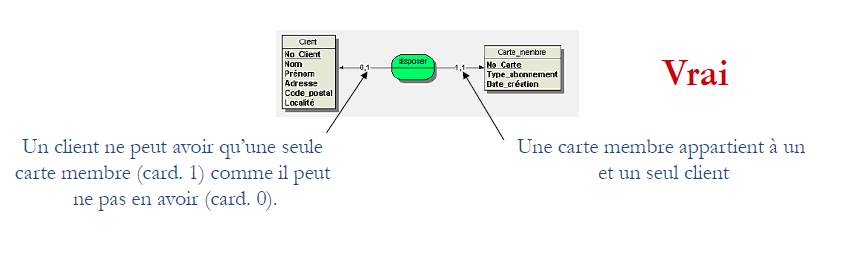 Client
No_Client
Nom
Prénom
Adresse
Code_postal
Localité
0,1
disposer
1,1
Carte_membre
No_Carte
Type_abonnement
Date_création
Vrai
Un client ne peut avoir qu'une seule
carte membre (card. 1) comme il peut
ne pas en avoir (card. 0).
Une carte membre appartient à un
et un seul client